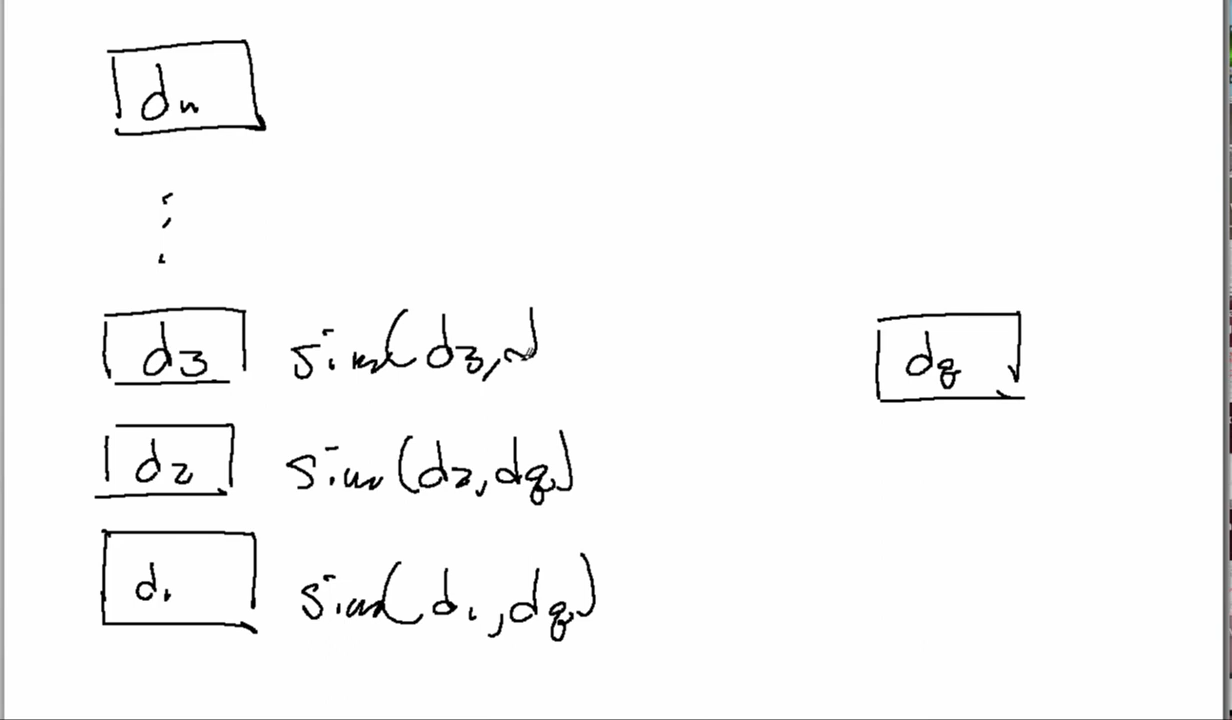 dn
⋮
d3 sim(d3,
dq
d2 sim(d2,dq)
d1 sim(d1,dq)